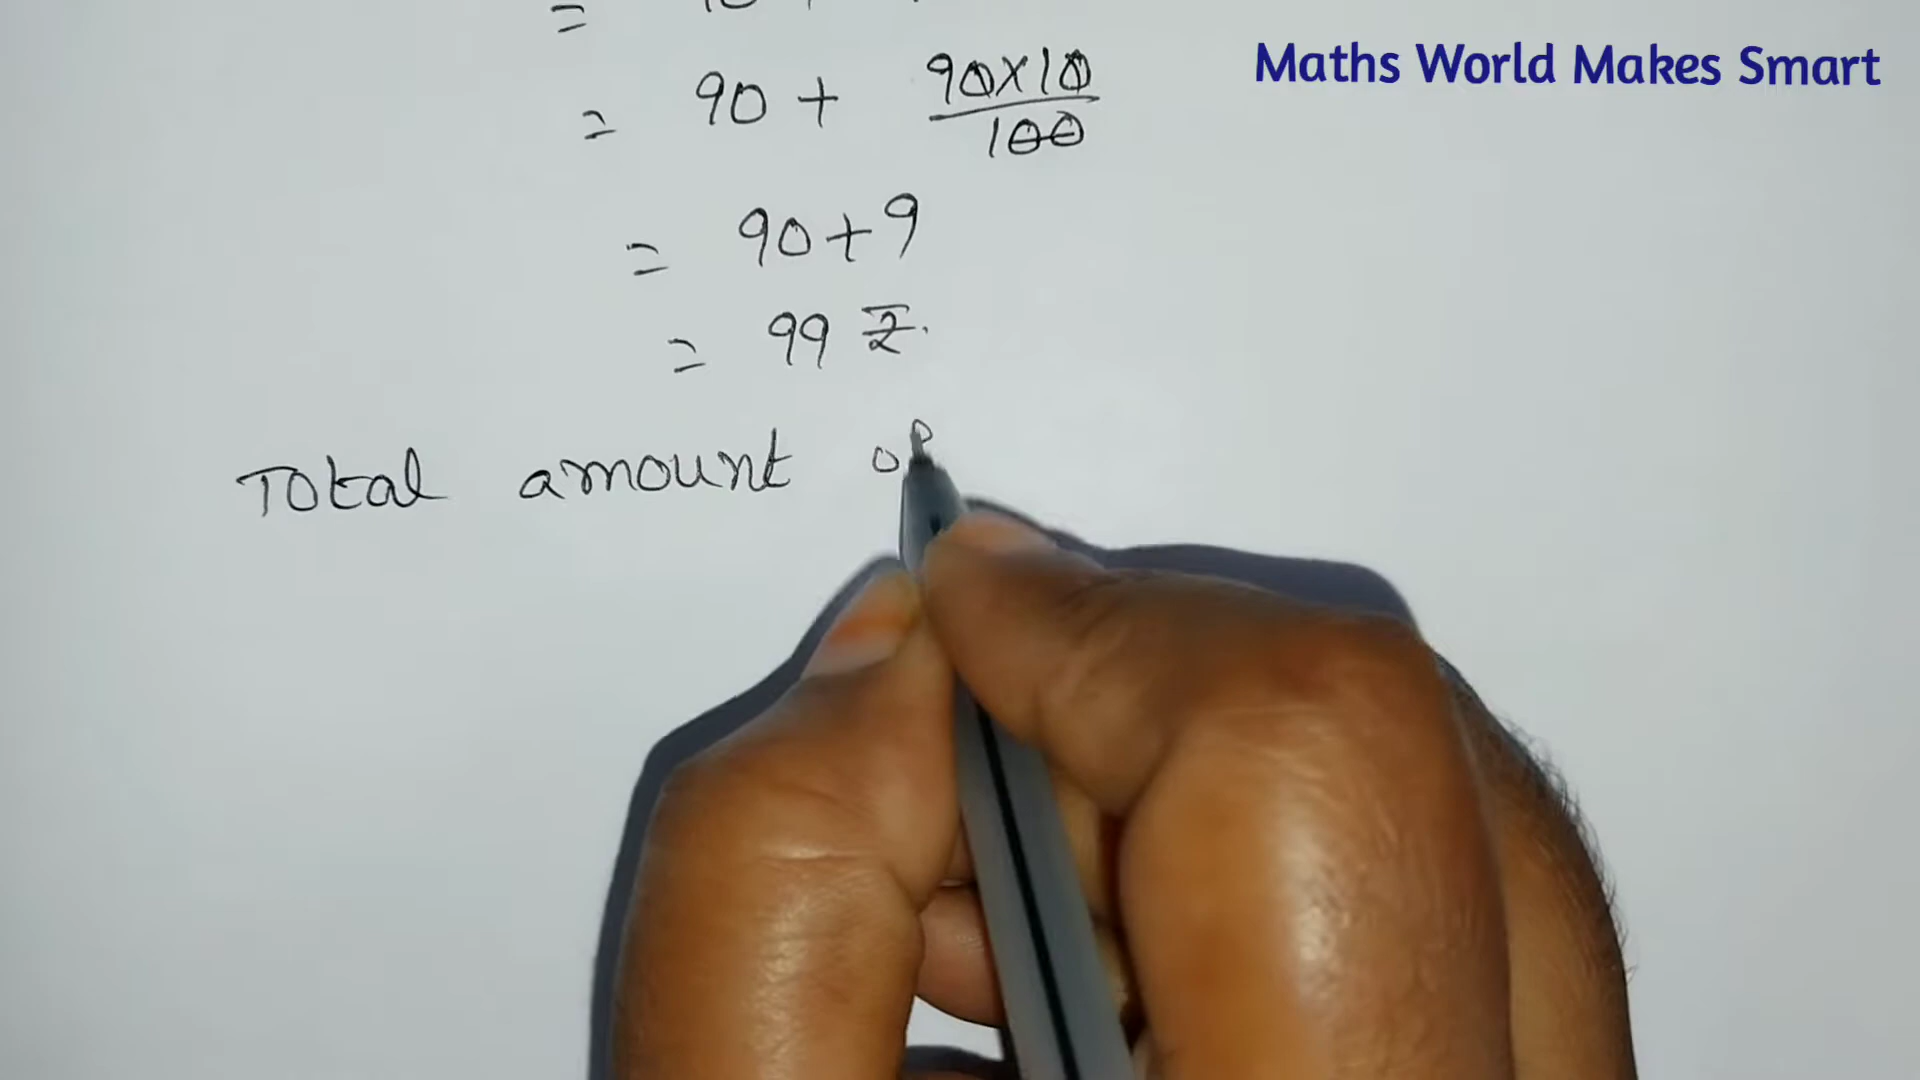 Maths World Makes Smart
= 90 + 90×10/100
= 90+9
= 99 ₹.
Total amount of